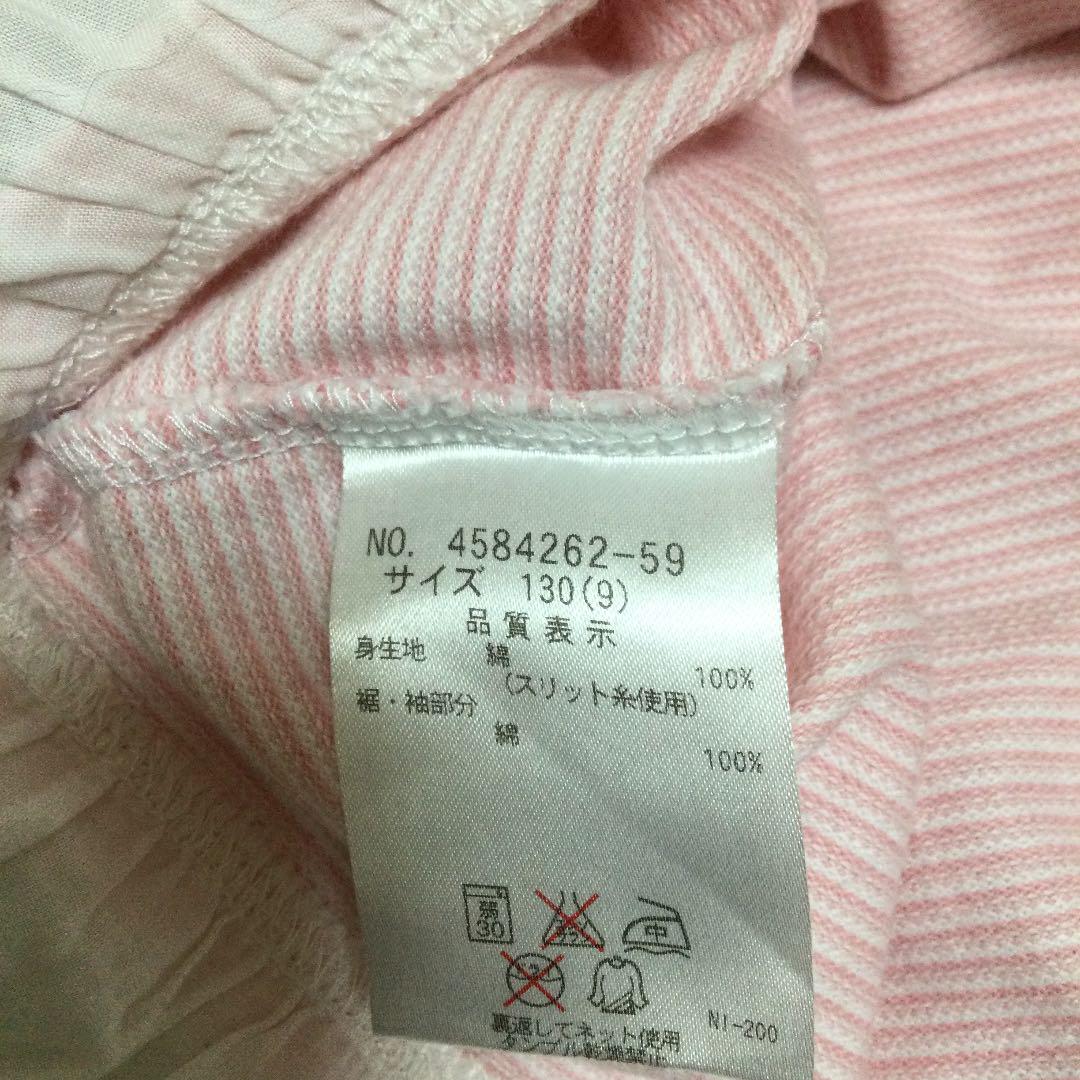 NO. 4584262-59
サイズ 130(9)
品質表示
身生地 綿 100%
(スリット糸使用)
裾・袖部分
綿 100%
弱
30
中
NI-200
裏返してネット使用
タンブル乾燥禁止